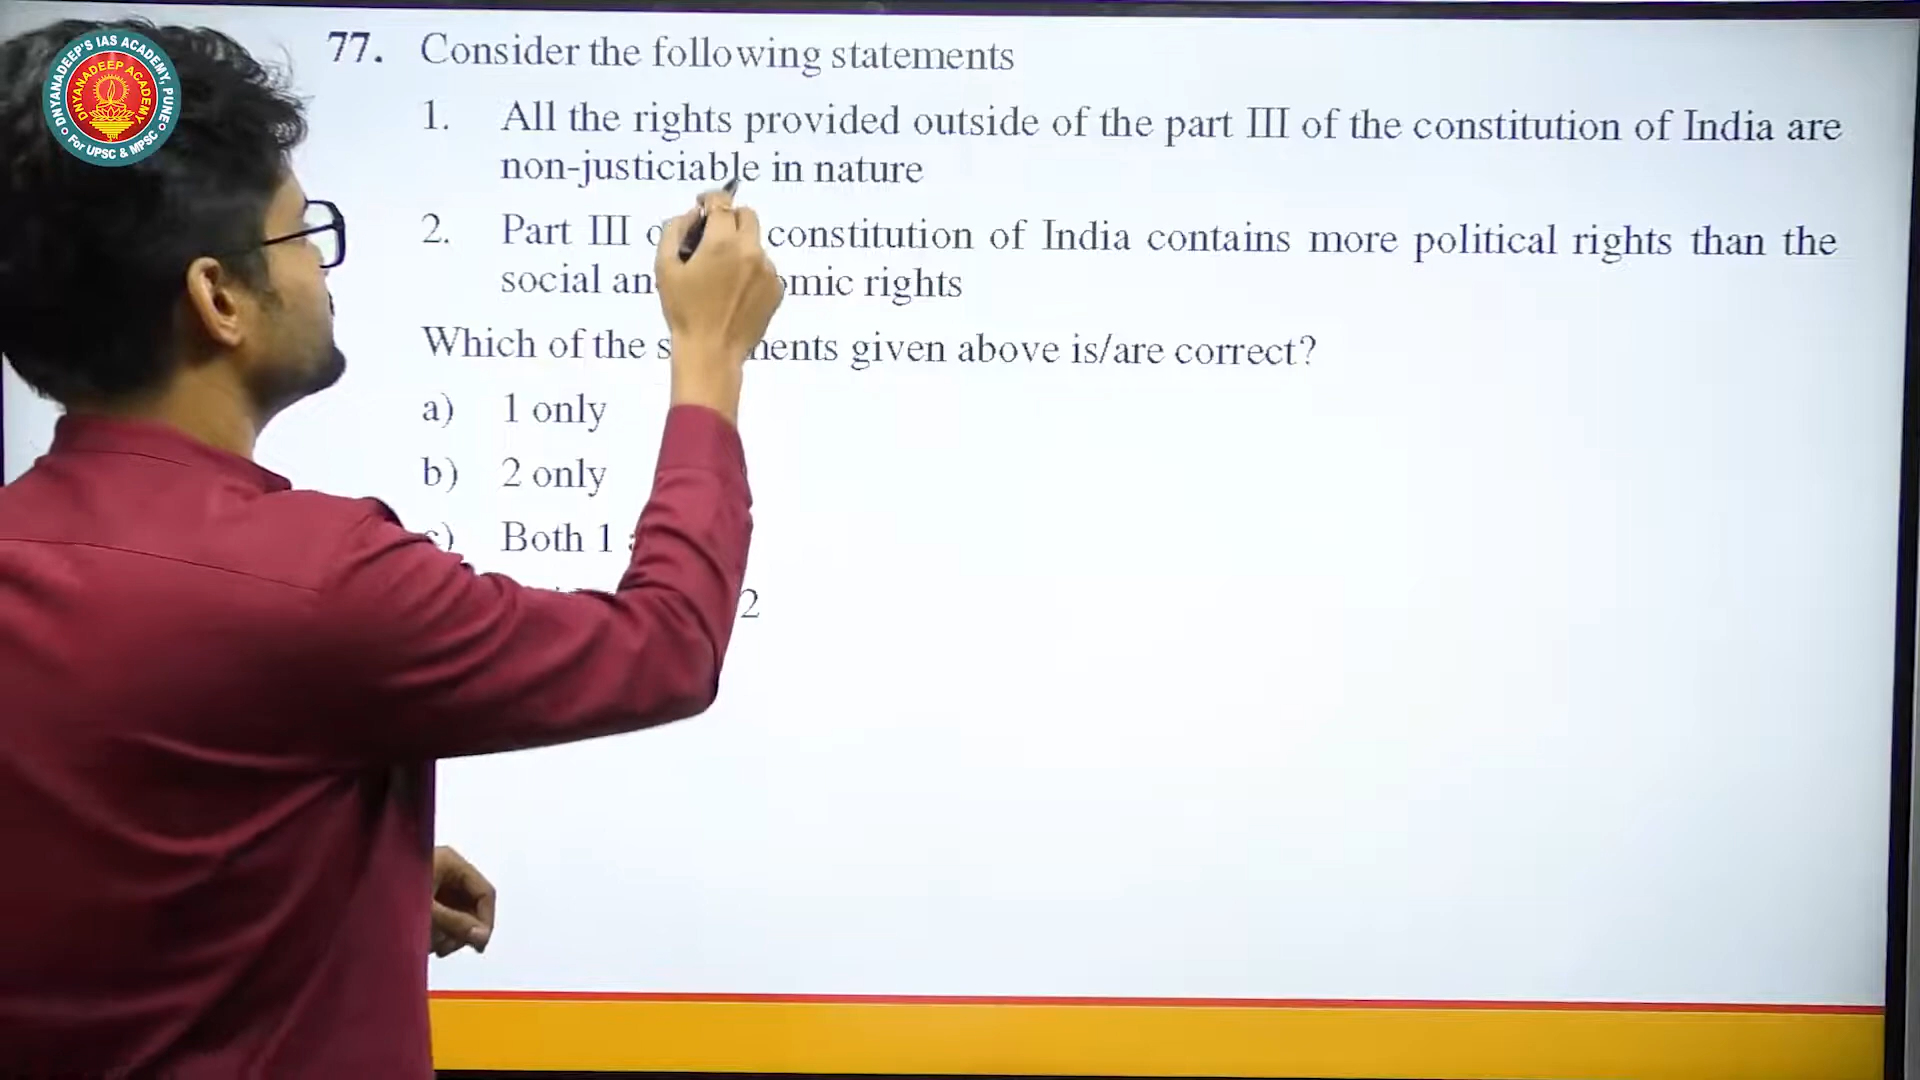 DNYANADEEP'S IAS ACADEMY, PUNE
DNYANADEEP ACADEMY
For UPSC & MPSC
77. Consider the following statements
1. All the rights provided outside of the part III of the constitution of India are
non-justiciable in nature
2. Part III constitution of India contains more political rights than the
social rights
Which of the given above is/are correct?
a) 1 only
b) 2 only
c) Both 1
2